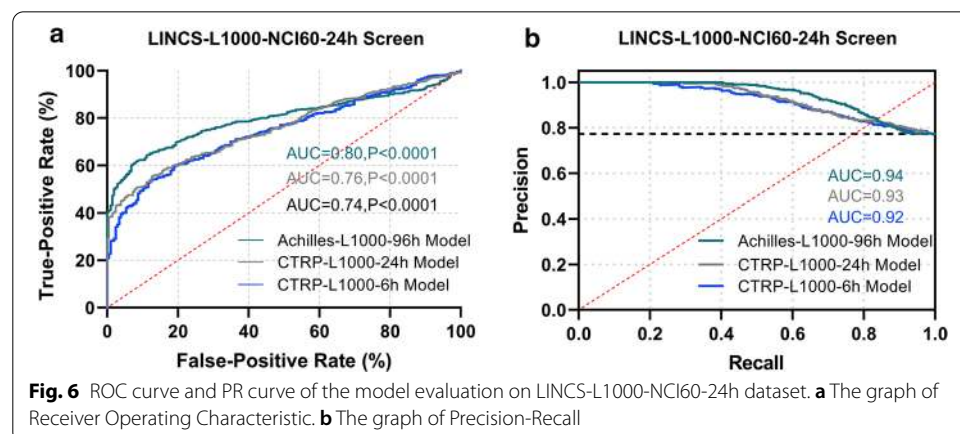 a
LINCS-L1000-NCI60-24h Screen
True-Positive Rate (%)
100
80
60
40
20
0
AUC=0.80,P<0.0001
AUC=0.76,P<0.0001
AUC=0.74,P<0.0001
Achilles-L1000-96h Model
CTRP-L1000-24h Model
CTRP-L1000-6h Model
0 20 40 60 80 100
False-Positive Rate (%)
b
LINCS-L1000-NCI60-24h Screen
Precision
1.0
0.8
0.6
0.4
0.2
0.0
AUC=0.94
AUC=0.93
AUC=0.92
Achilles-L1000-96h Model
CTRP-L1000-24h Model
CTRP-L1000-6h Model
0.0 0.2 0.4 0.6 0.8 1.0
Recall
Fig. 6 ROC curve and PR curve of the model evaluation on LINCS-L1000-NCI60-24h dataset. a The graph of
Receiver Operating Characteristic. b The graph of Precision-Recall